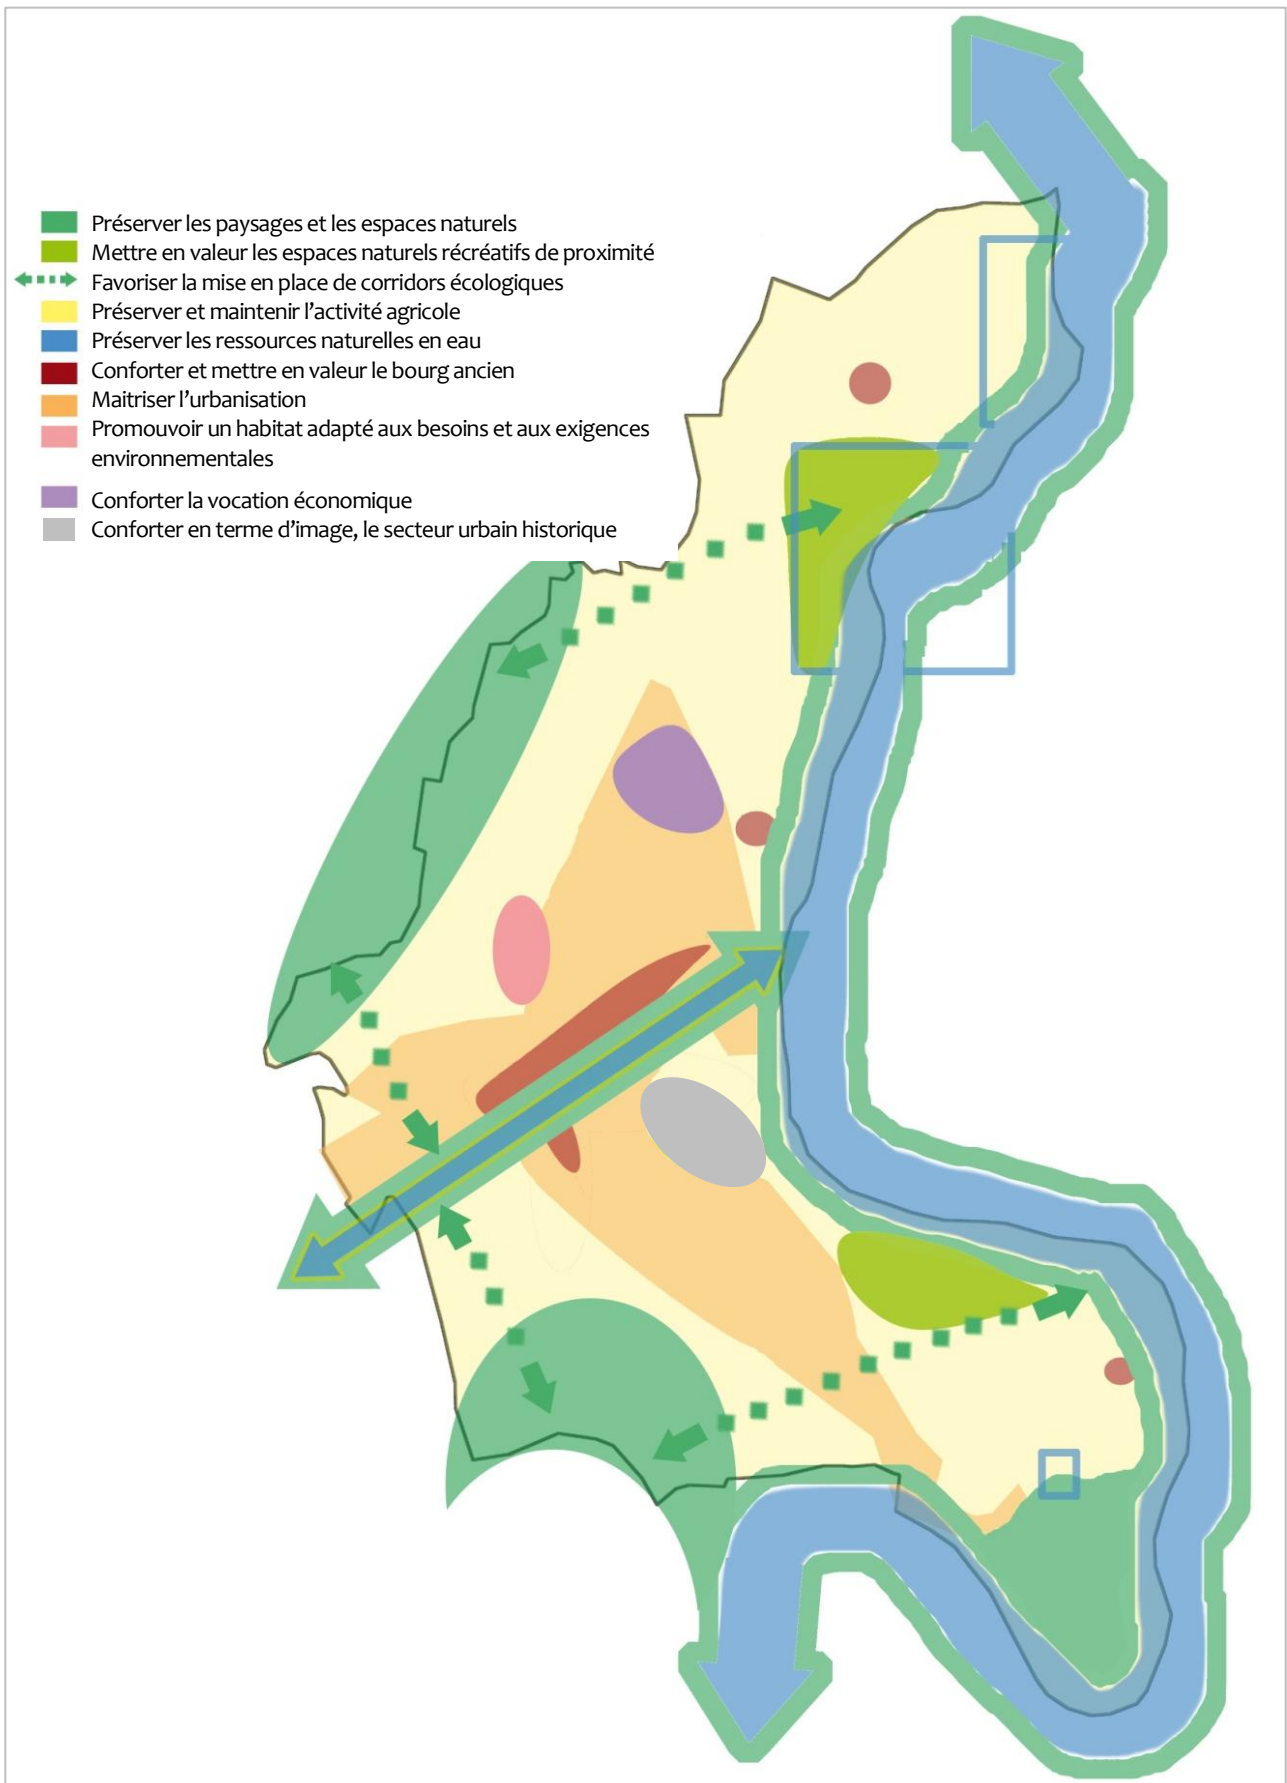 Préserver les paysages et les espaces naturels
Mettre en valeur les espaces naturels récréatifs de proximité
Favoriser la mise en place de corridors écologiques
Préserver et maintenir l'activité agricole
Préserver les ressources naturelles en eau
Conforter et mettre en valeur le bourg ancien
Maitriser l'urbanisation
Promouvoir un habitat adapté aux besoins et aux exigences
environnementales
Conforter la vocation économique
Conforter en terme d'image, le secteur urbain historique